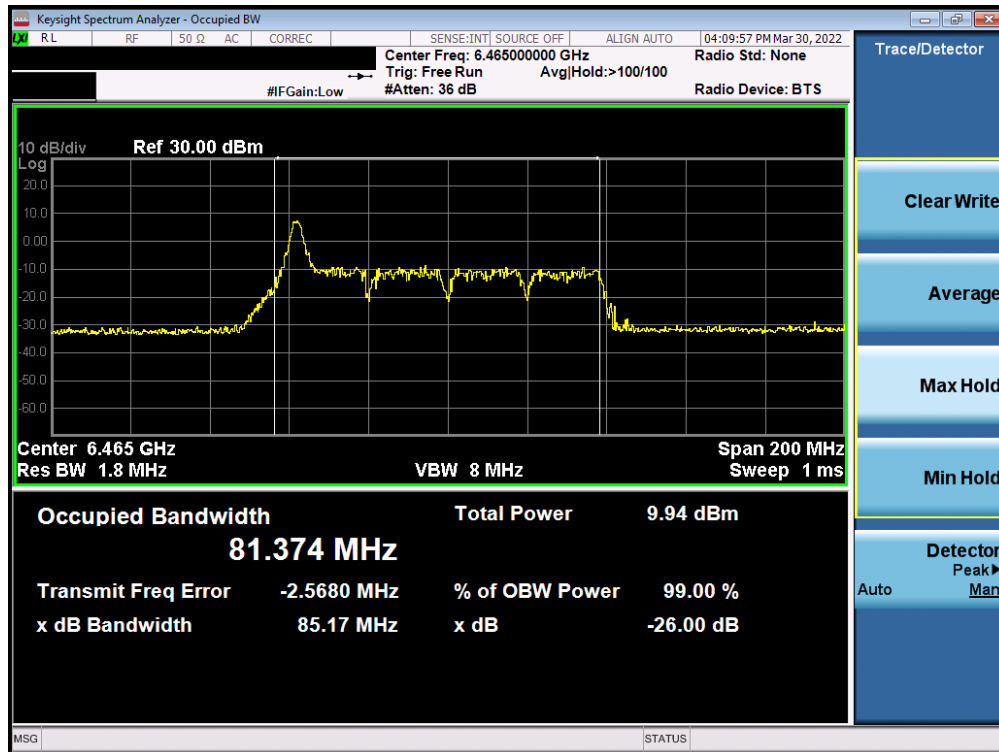 Keysight Spectrum Analyzer - Occupied BW
LXI RL RF 50 Ω AC CORREC SENSE:INT SOURCE OFF ALIGN AUTO 04:09:57 PM Mar 30, 2022
Center Freq: 6.465000000 GHz Radio Std: None
Trig: Free Run Avg|Hold:>100/100
#IFGain:Low #Atten: 36 dB Radio Device: BTS
10 dB/div Ref 30.00 dBm
Log
20.0
10.0
0.00
-10.0
-20.0
-30.0
-40.0
-50.0
-60.0
Center 6.465 GHz Span 200 MHz
Res BW 1.8 MHz VBW 8 MHz Sweep 1 ms
Occupied Bandwidth Total Power 9.94 dBm
81.374 MHz
Transmit Freq Error -2.5680 MHz % of OBW Power 99.00 %
x dB Bandwidth 85.17 MHz x dB -26.00 dB
MSG STATUS
Trace/Detector
Clear Write
Average
Max Hold
Min Hold
Detector
Peak▶
Auto Man